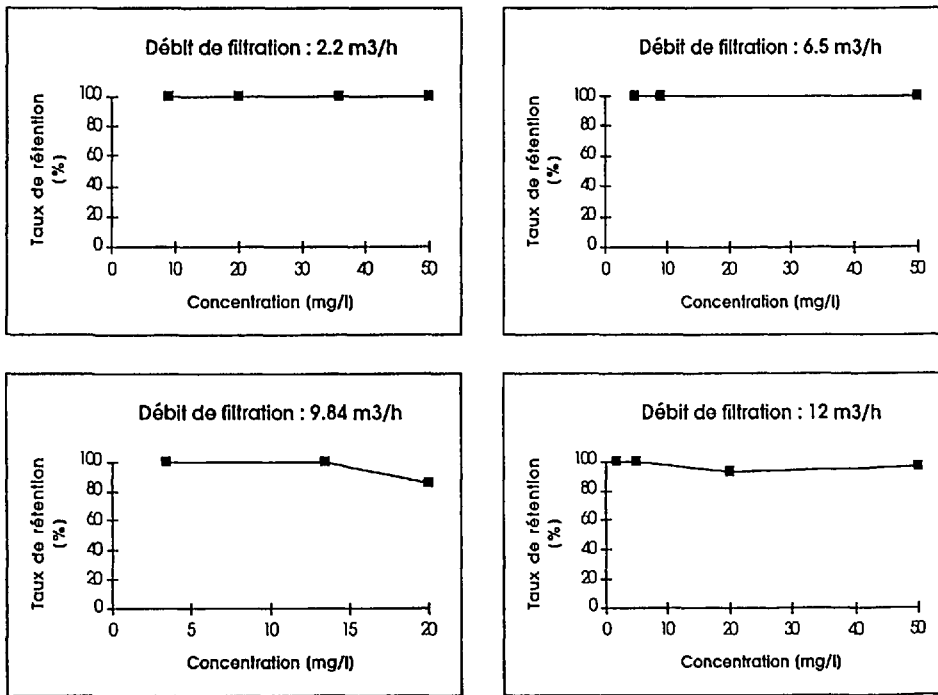 Débit de filtration : 2.2 m3/h
Taux de rétention
(%)
100
80
60
40
20
0
0 10 20 30 40 50
Concentration (mg/l)
Débit de filtration : 6.5 m3/h
Taux de rétention
(%)
100
80
60
40
20
0
0 10 20 30 40 50
Concentration (mg/l)
Débit de filtration : 9.84 m3/h
Taux de rétention
(%)
100
80
60
40
20
0
0 5 10 15 20
Concentration (mg/l)
Débit de filtration : 12 m3/h
Taux de rétention
(%)
100
80
60
40
20
0
0 10 20 30 40 50
Concentration (mg/l)